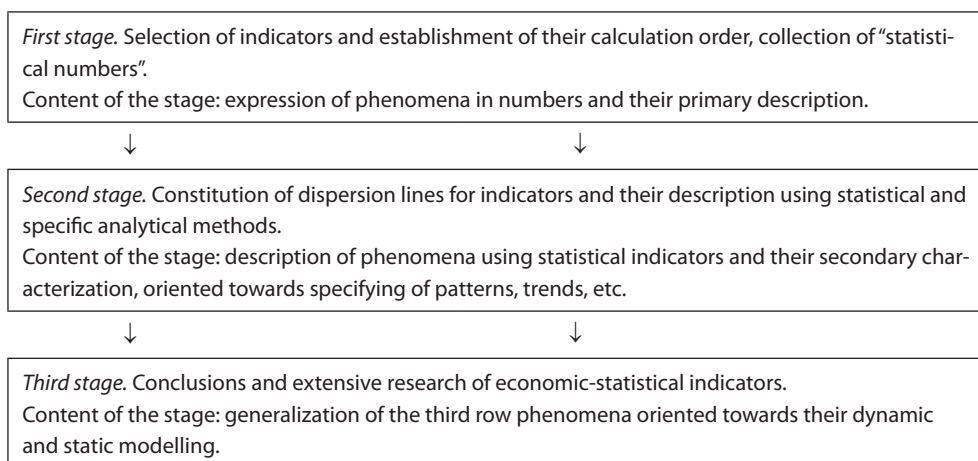 First stage. Selection of indicators and establishment of their calculation order, collection of “statisti-
cal numbers”.
Content of the stage: expression of phenomena in numbers and their primary description.
↓ ↓
Second stage. Constitution of dispersion lines for indicators and their description using statistical and
specific analytical methods.
Content of the stage: description of phenomena using statistical indicators and their secondary char-
acterization, oriented towards specifying of patterns, trends, etc.
↓ ↓
Third stage. Conclusions and extensive research of economic-statistical indicators.
Content of the stage: generalization of the third row phenomena oriented towards their dynamic
and static modelling.